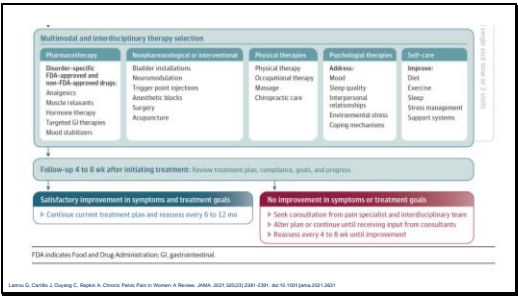 Multimodal and interdisciplinary therapy selection
Pharmacotherapy
Disorder-specific
FDA-approved and
non-FDA-approved drugs:
Analgesics
Muscle relaxants
Hormone therapy
Targeted GI therapies
Mood stabilizers
Nonpharmacological or interventional
Bladder installations
Neuromodulation
Trigger point injections
Anesthetic blocks
Surgery
Acupuncture
Physical therapies
Physical therapy
Occupational therapy
Massage
Chiropractic care
Psychological therapies
Address:
Mood
Sleep quality
Interpersonal
relationships
Environmental stress
Coping mechanisms
Self-care
Improve:
Diet
Exercise
Sleep
Stress management
Support systems
single visit time or 2 visits
Follow-up 4 to 8 wk after initiating treatment: Review treatment plan, compliance, goals, and progress
Satisfactory improvement in symptoms and treatment goals
Continue current treatment plan and reassess every 6 to 12 mo
No improvement in symptoms or treatment goals
Seek consultation from pain specialist and interdisciplinary team
Alter plan or continue until receiving input from consultants
Reassess every 4 to 8 wk until improvement
FDA indicates Food and Drug Administration; GI, gastrointestinal.
Lamvu G, Carrillo J, Ouyang C, Rapkin A. Chronic Pelvic Pain in Women: A Review. JAMA. 2021;325(23):2381-2391. doi:10.1001/jama.2021.2631